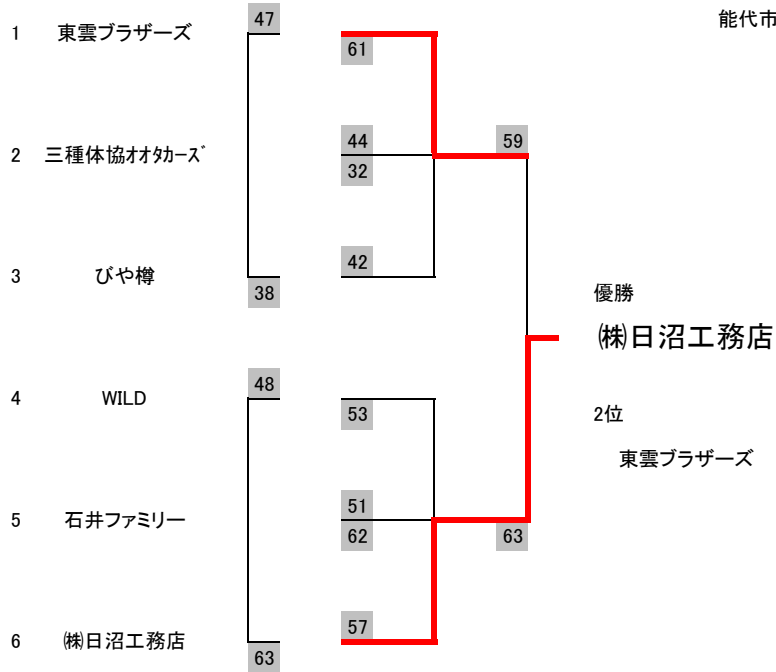 能代市
47
1 東雲ブラザーズ
61
44
59
2 三種体協オオタカーズ
32
42
3 びや樽
38
優勝
㈱日沼工務店
48
4 WILD
53
2位
東雲ブラザーズ
51
5 石井ファミリー
62
63
57
6 ㈱日沼工務店
63